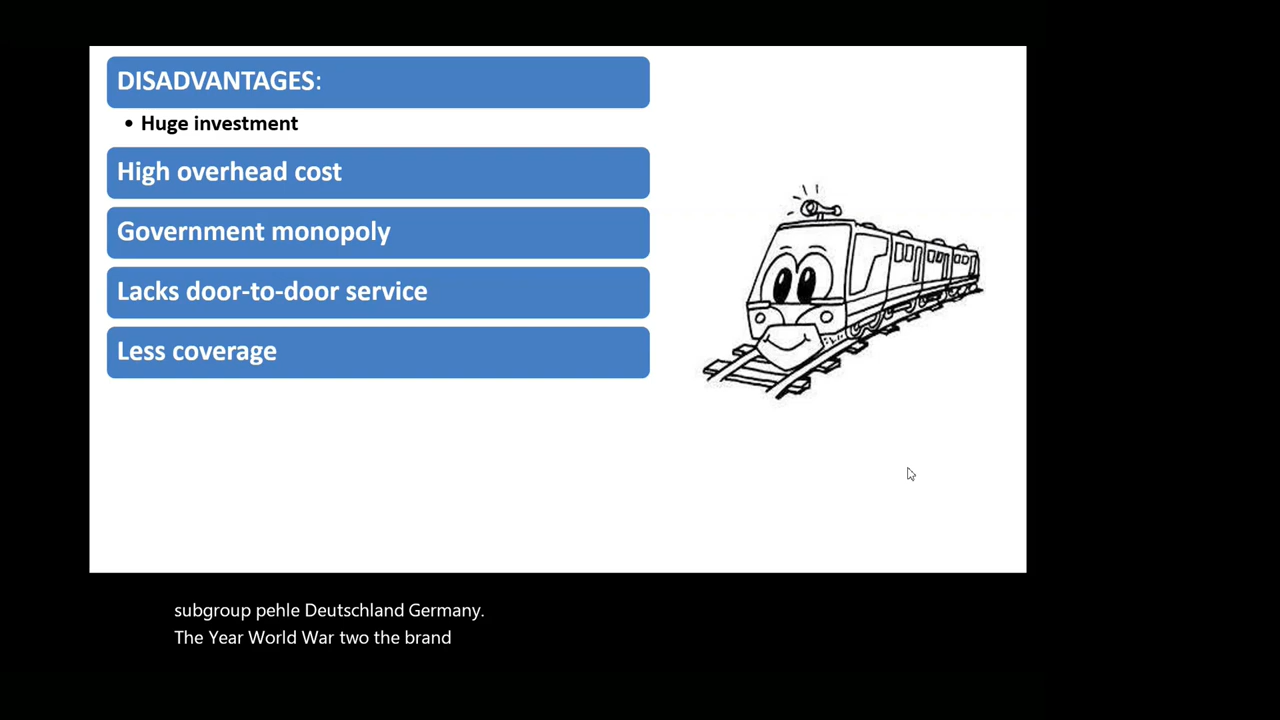 DISADVANTAGES:
• Huge investment
High overhead cost
Government monopoly
Lacks door-to-door service
Less coverage
subgroup pehle Deutschland Germany.
The Year World War two the brand